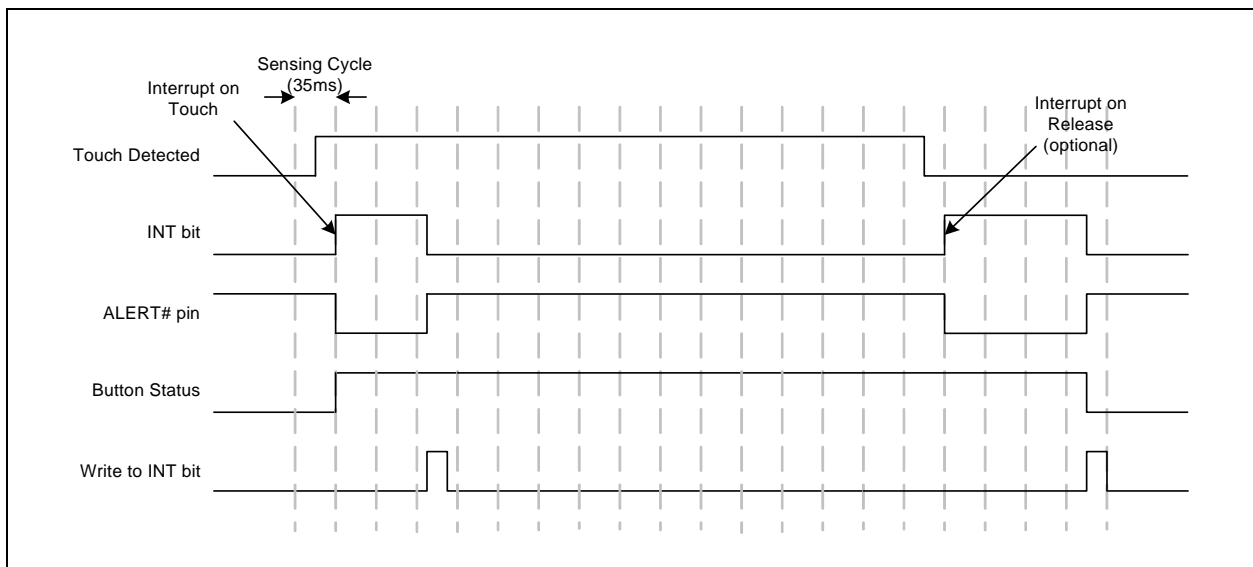 Sensing Cycle
(35ms)
Interrupt on
Touch
Interrupt on
Release
(optional)
Touch Detected
INT bit
ALERT# pin
Button Status
Write to INT bit